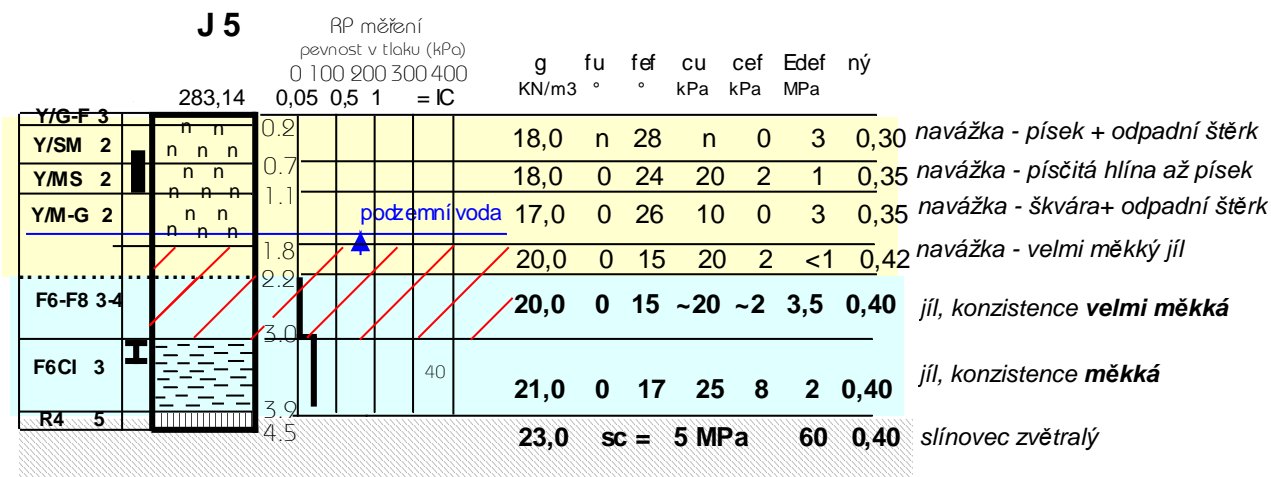 J 5
RP měření
pevnost v tlaku (kPa)
0 100 200 300 400
g fu fef cu cef Edef ný
KN/m3 ° ° kPa kPa MPa
283,14 0,05 0,5 1 = IC
Y/G-F 3
0.2
Y/SM 2 n n n n n 18,0 n 28 n 0 3 0,30 navážka - písek + odpadní štěrk
0.7
Y/MS 2 n n n n n 18,0 0 24 20 2 1 0,35 navážka - písčitá hlína až písek
1.1
Y/M-G 2 n n n n n podzemní voda 17,0 0 26 10 0 3 0,35 navážka - škvára+ odpadní štěrk
1.8
20,0 0 15 20 2 <1 0,42 navážka - velmi měkký jíl
2.2
F6-F8 3-4 20,0 0 15 ~20 ~2 3,5 0,40 jíl, konzistence velmi měkká
3.0
F6CI 3 40 21,0 0 17 25 8 2 0,40 jíl, konzistence měkká
3.9
R4 5
4.5 23,0 sc = 5 MPa 60 0,40 slínovec zvětralý